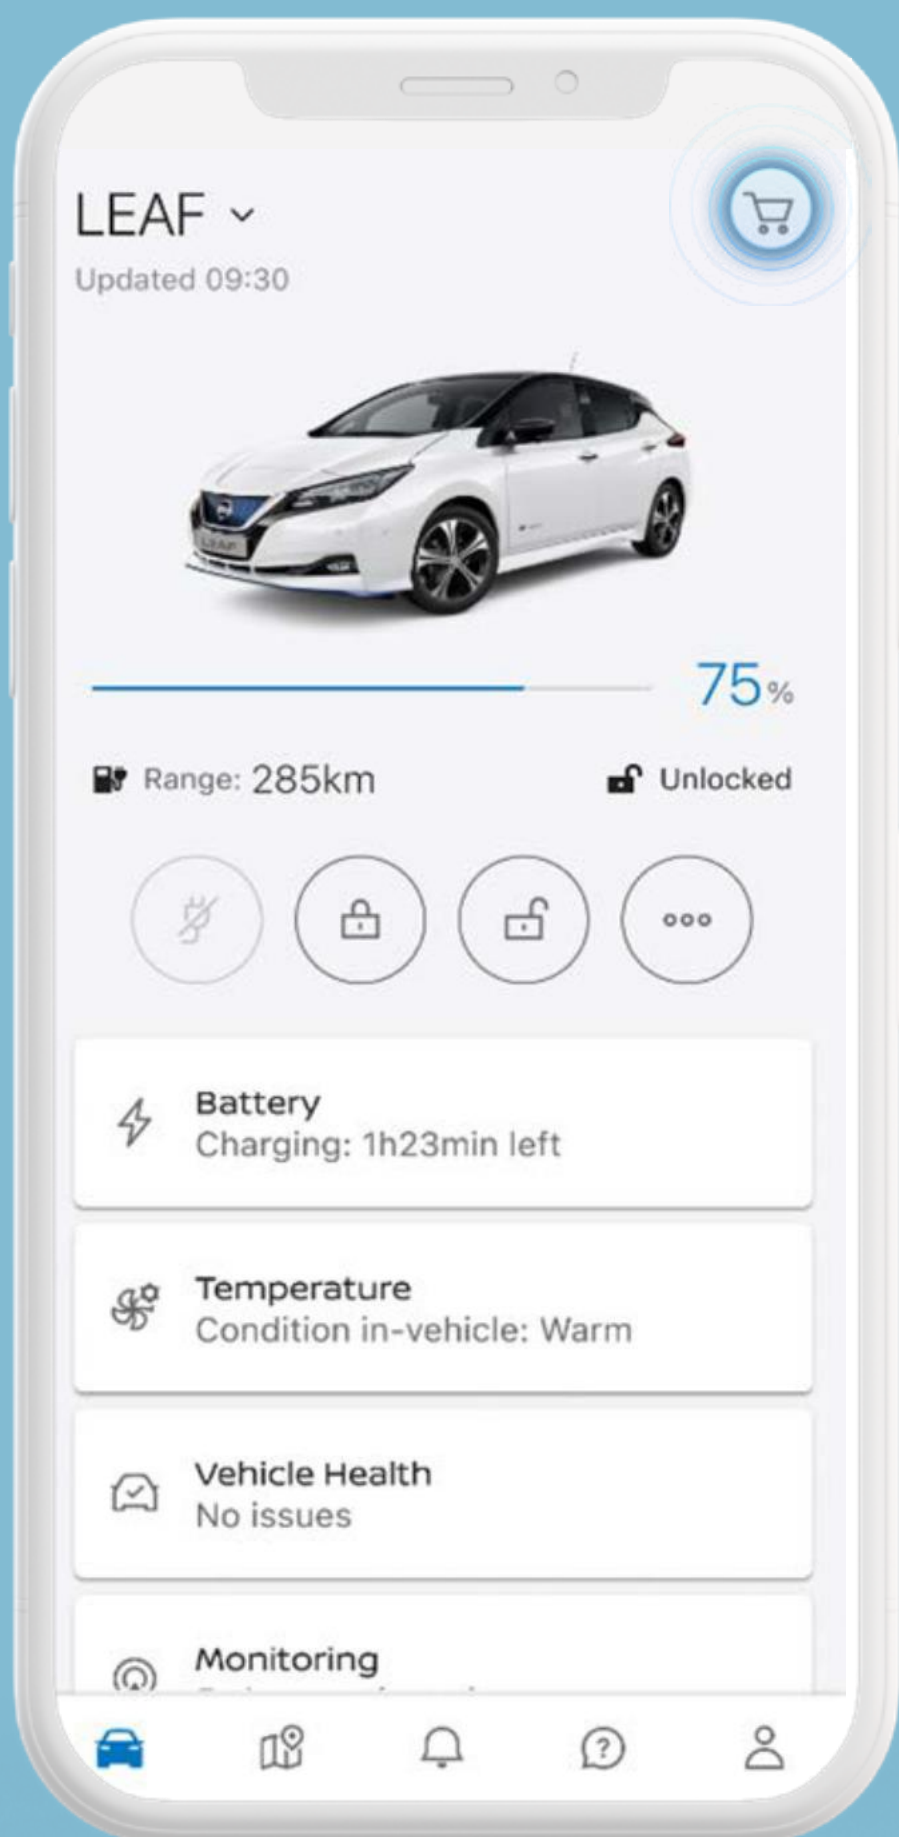 LEAF
Updated 09:30
LEAF
75%
Range: 285km
Unlocked
Battery
Charging: 1h23min left
Temperature
Condition in-vehicle: Warm
Vehicle Health
No issues
Monitoring